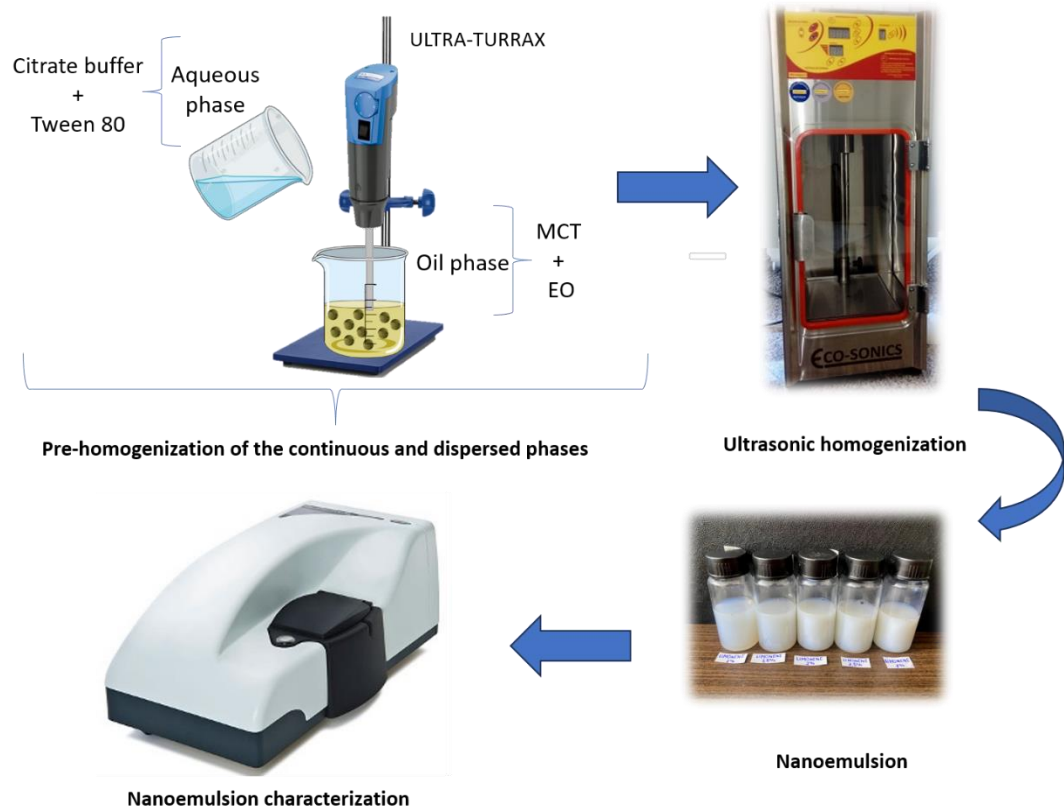 ULTRA-TURRAX
Citrate buffer
+
Tween 80
Aqueous
phase
Oil phase
MCT
+
EO
ECO-SONICS
Pre-homogenization of the continuous and dispersed phases
Ultrasonic homogenization
Nanoemulsion
Nanoemulsion characterization